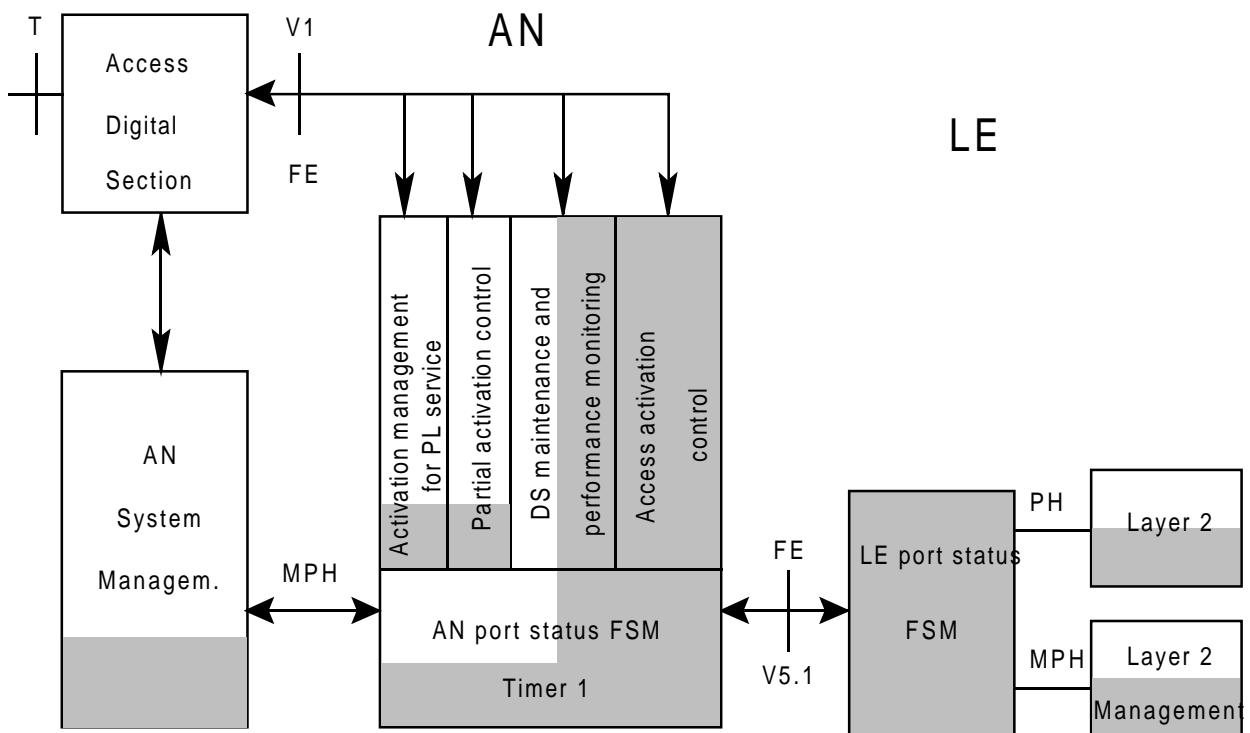 T
V1
AN
Access
Digital
Section
FE
LE
Activation management
for PL service
Partial activation control
DS maintenance and
performance monitoring
Access activation
control
AN
System
Managem.
MPH
AN port status FSM
Timer 1
FE
V5.1
LE port status
FSM
PH
Layer 2
MPH
Layer 2
Management